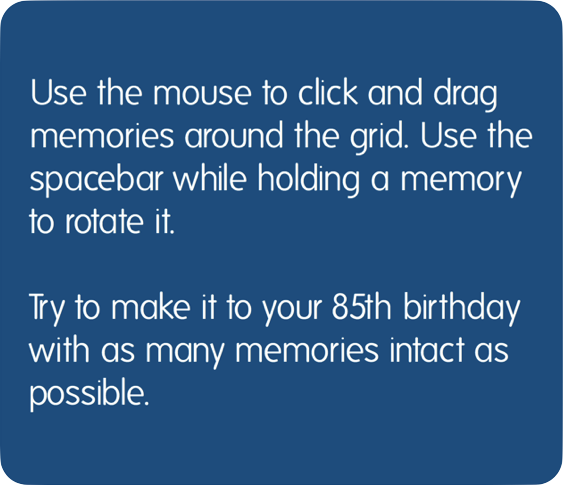 Use the mouse to click and drag
memories around the grid. Use the
spacebar while holding a memory
to rotate it.
Try to make it to your 85th birthday
with as many memories intact as
possible.